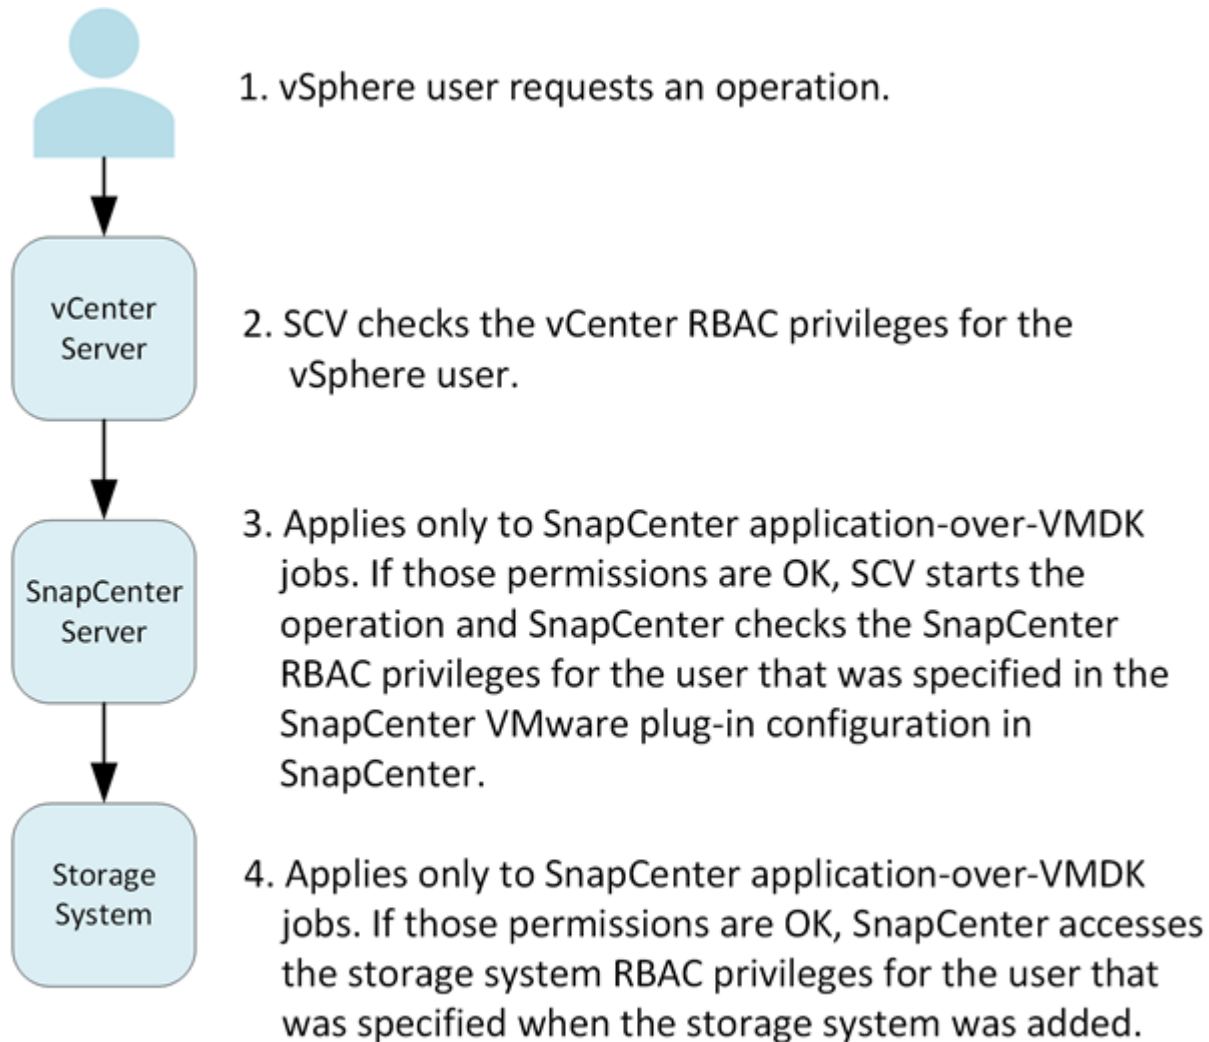 1. vSphere user requests an operation.
vCenter
Server
2. SCV checks the vCenter RBAC privileges for the
vSphere user.
SnapCenter
Server
3. Applies only to SnapCenter application-over-VMDK
jobs. If those permissions are OK, SCV starts the
operation and SnapCenter checks the SnapCenter
RBAC privileges for the user that was specified in the
SnapCenter VMware plug-in configuration in
SnapCenter.
Storage
System
4. Applies only to SnapCenter application-over-VMDK
jobs. If those permissions are OK, SnapCenter accesses
the storage system RBAC privileges for the user that
was specified when the storage system was added.